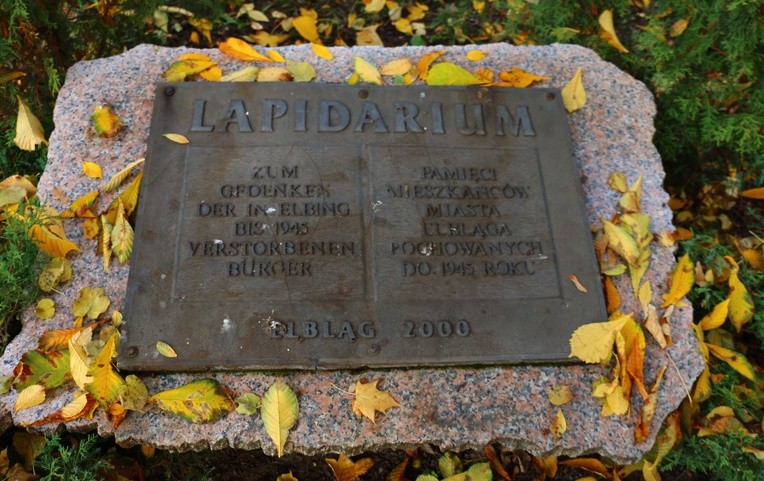 LAPIDARIUM
ZUM
GEDENKEN
DER IN ELBING
BIS 1945
VERSTORBENEN
BÜRGER
PAMIĘCI
MIESZKAŃCÓW
MIASTA
ELBLĄGA
POCHOWANYCH
DO 1945 ROKU
ELBLĄG 2000